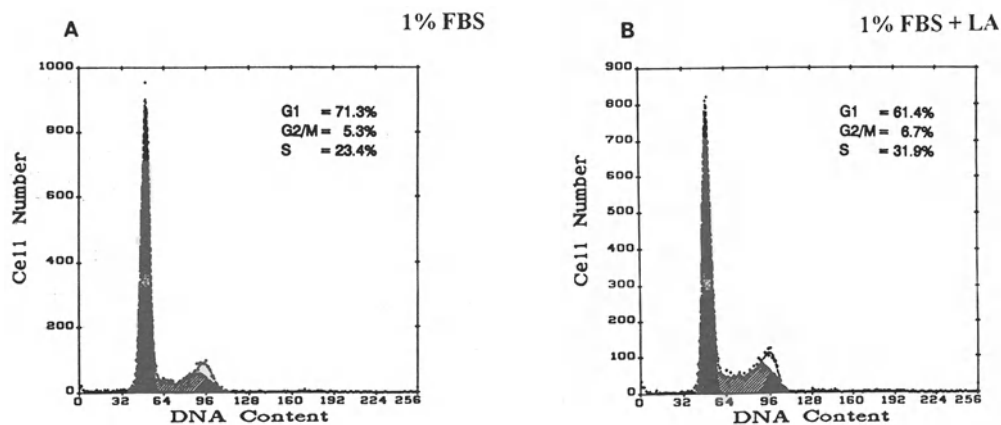 A
1% FBS
1000
800
600
400
200
0
Cell Number
G1 = 71.3%
G2/M = 5.3%
S = 23.4%
0 32 64 96 128 160 192 224 256
DNA Content
B
1% FBS + LA
900
800
700
600
500
400
300
200
100
0
Cell Number
G1 = 61.4%
G2/M = 6.7%
S = 31.9%
0 32 64 96 128 160 192 224 256
DNA Content